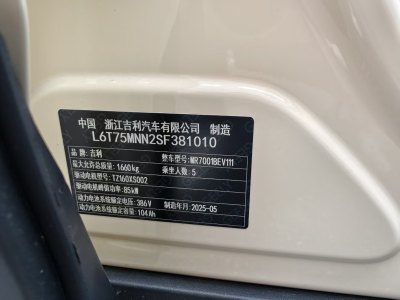 中国 浙江吉利汽车有限公司 制造
L6T75MNN2SF381010
品牌:吉利 整车型号:MR7001BEV111
最大允许总质量:1660kg 乘坐人数:5
驱动电机型号:TZ160XS002
驱动电机峰值功率:85kW
动力电池系统额定电压:386V 制造年月:2025-05
动力电池系统额定容量:104Ah